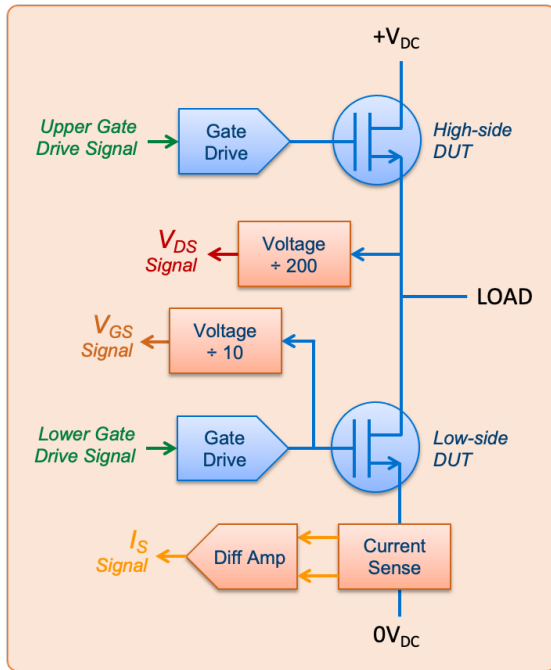 +VDC
Upper Gate
Drive Signal
Gate
Drive
High-side
DUT
VDS
Signal
Voltage
÷ 200
LOAD
VGS
Signal
Voltage
÷ 10
Lower Gate
Drive Signal
Gate
Drive
Low-side
DUT
IS
Signal
Diff Amp
Current
Sense
0VDC